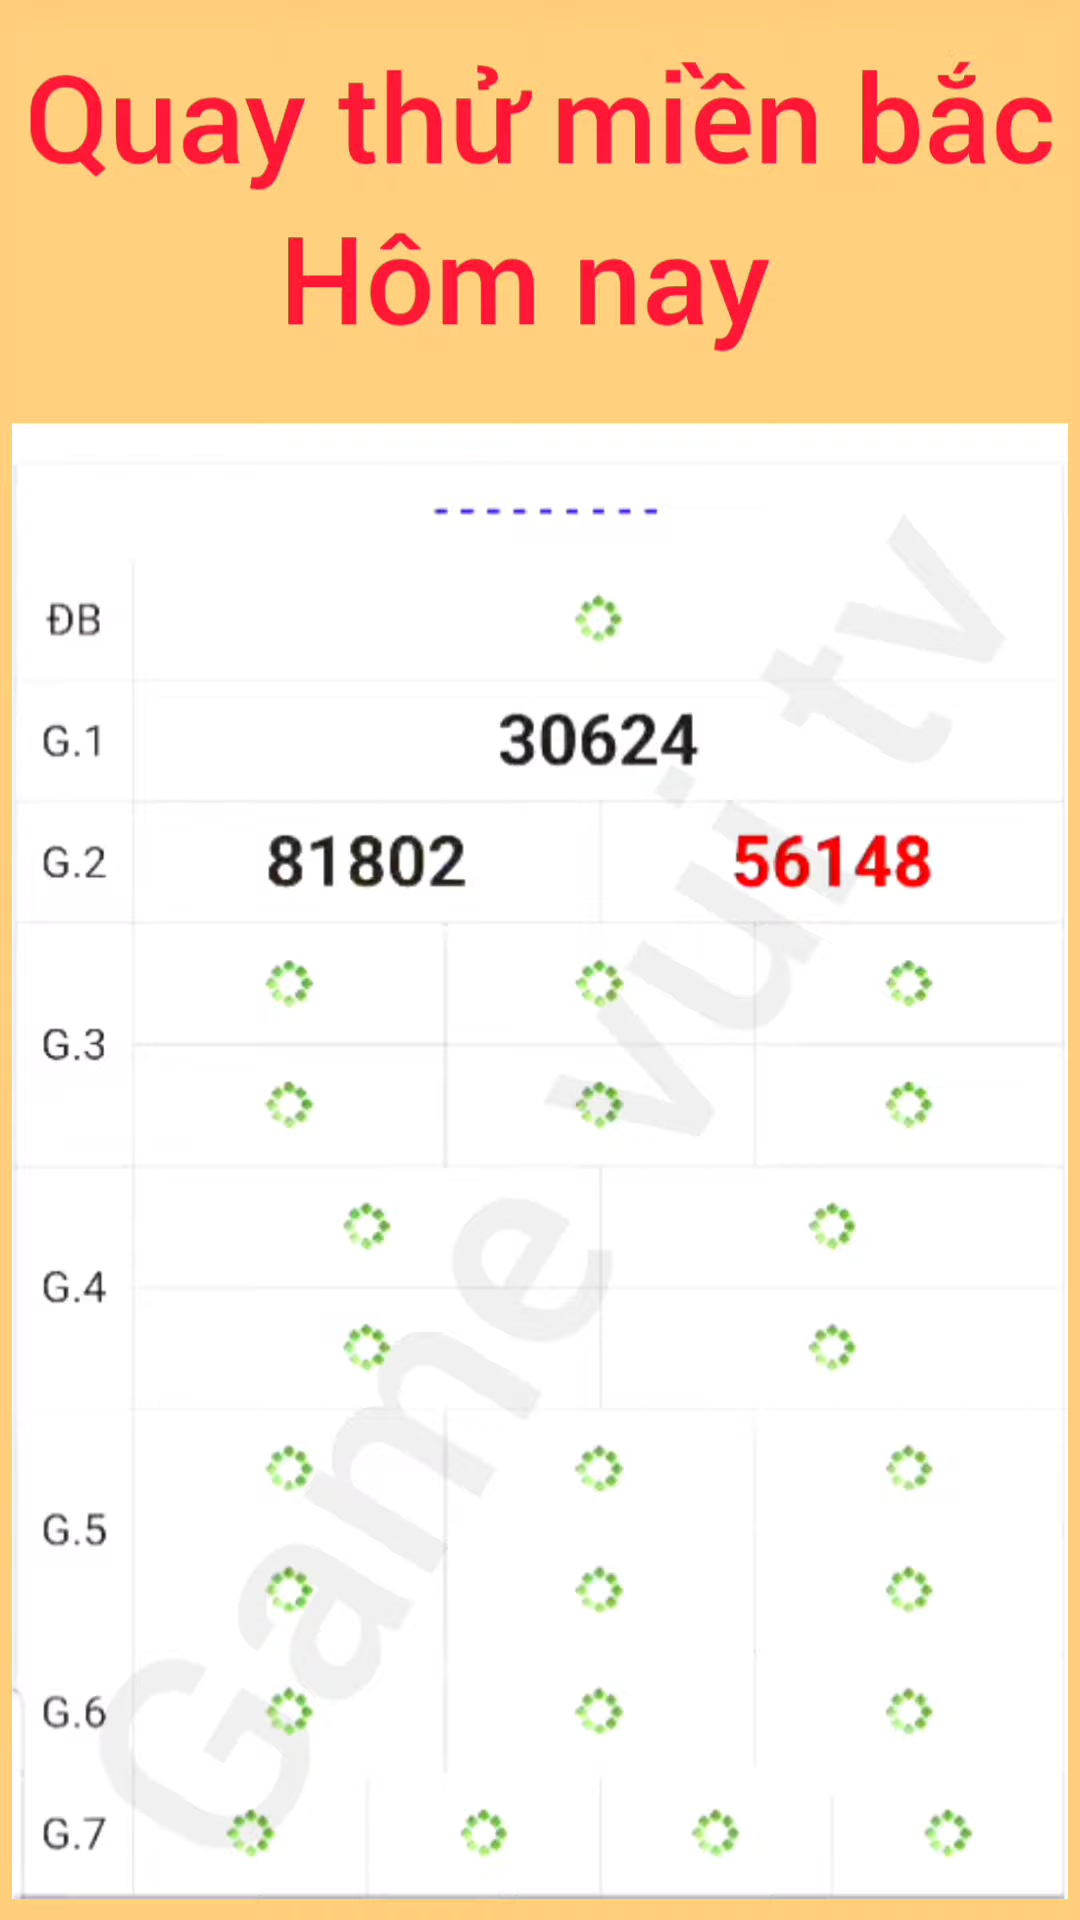 Quay thử miền bắc
Hôm nay
---------
ĐB
G.1 30624
G.2 81802 56148
G.3
G.4
G.5
G.6
G.7
Game vui tv